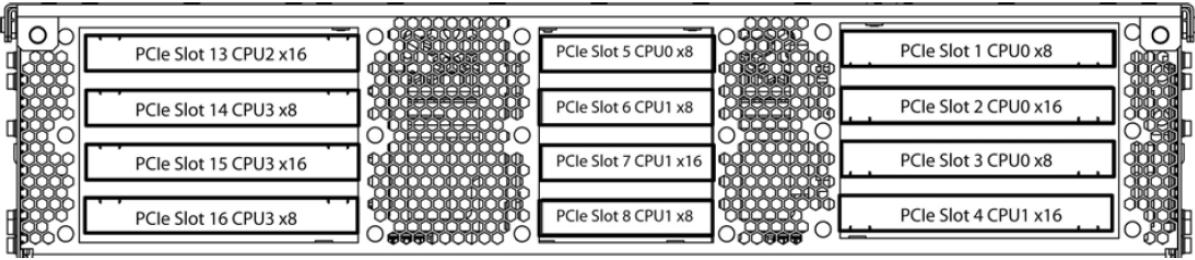 PCIe Slot 13 CPU2 x16
PCIe Slot 14 CPU3 x8
PCIe Slot 15 CPU3 x16
PCIe Slot 16 CPU3 x8
PCIe Slot 5 CPU0 x8
PCIe Slot 6 CPU1 x8
PCIe Slot 7 CPU1 x16
PCIe Slot 8 CPU1 x8
PCIe Slot 1 CPU0 x8
PCIe Slot 2 CPU0 x16
PCIe Slot 3 CPU0 x8
PCIe Slot 4 CPU1 x16